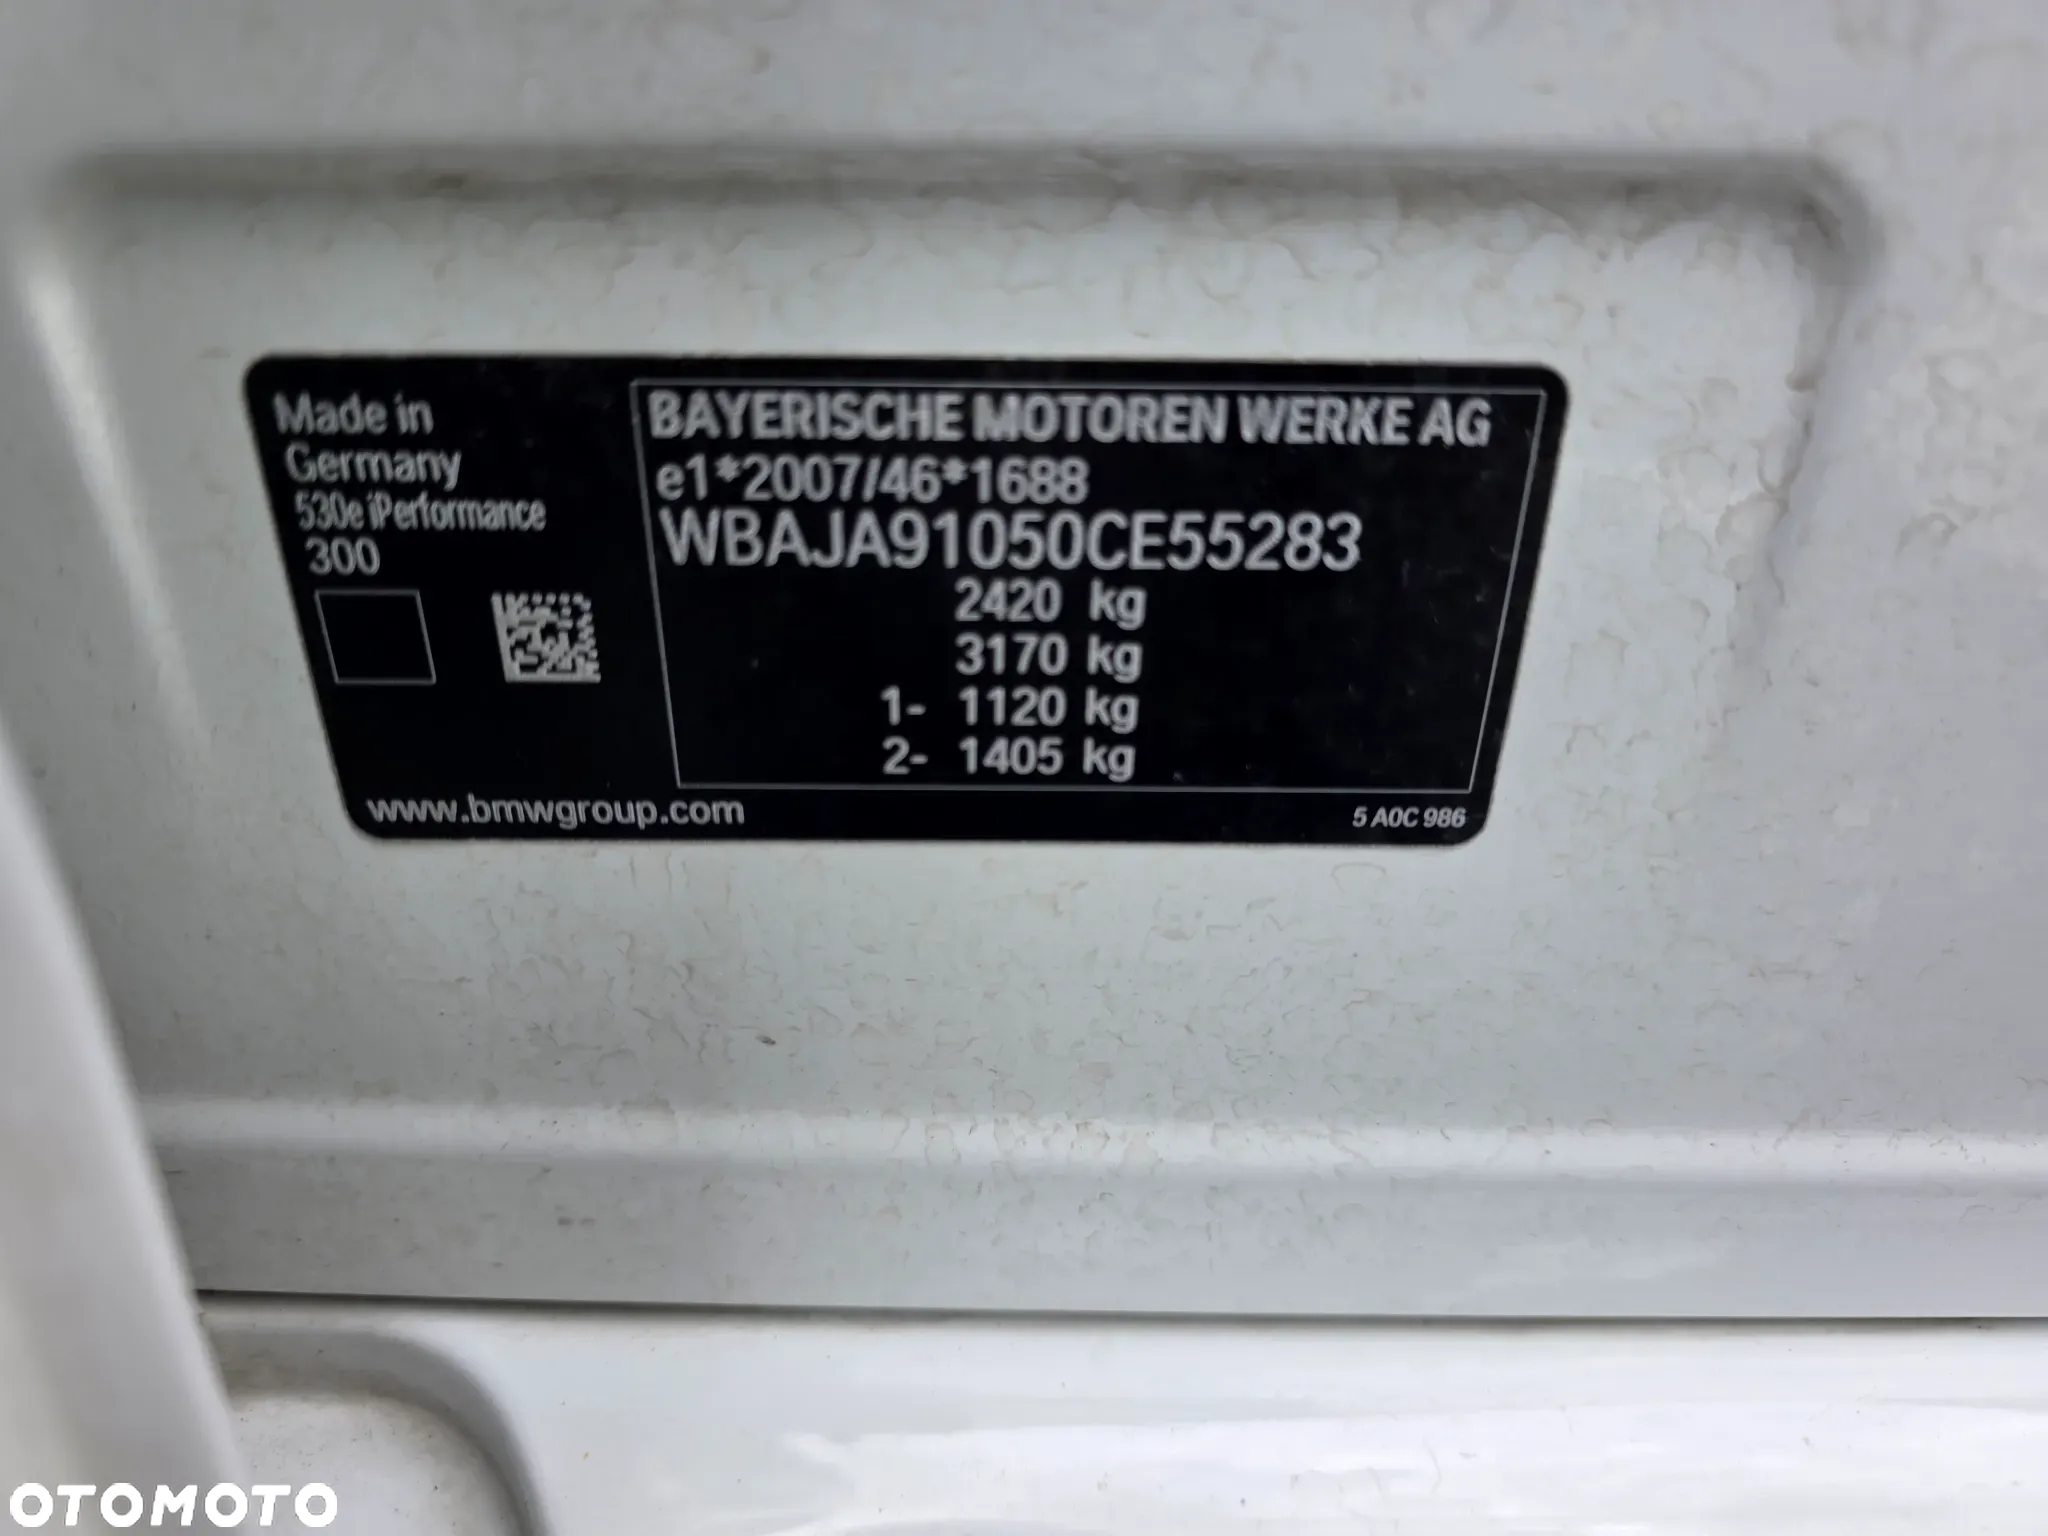 Made in
Germany
530e iPerformance
300
BAYERISCHE MOTOREN WERKE AG
e1*2007/46*1688
WBAJA91050CE55283
2420 kg
3170 kg
1- 1120 kg
2- 1405 kg
www.bmwgroup.com
5 A0C 986
OTOMOTO